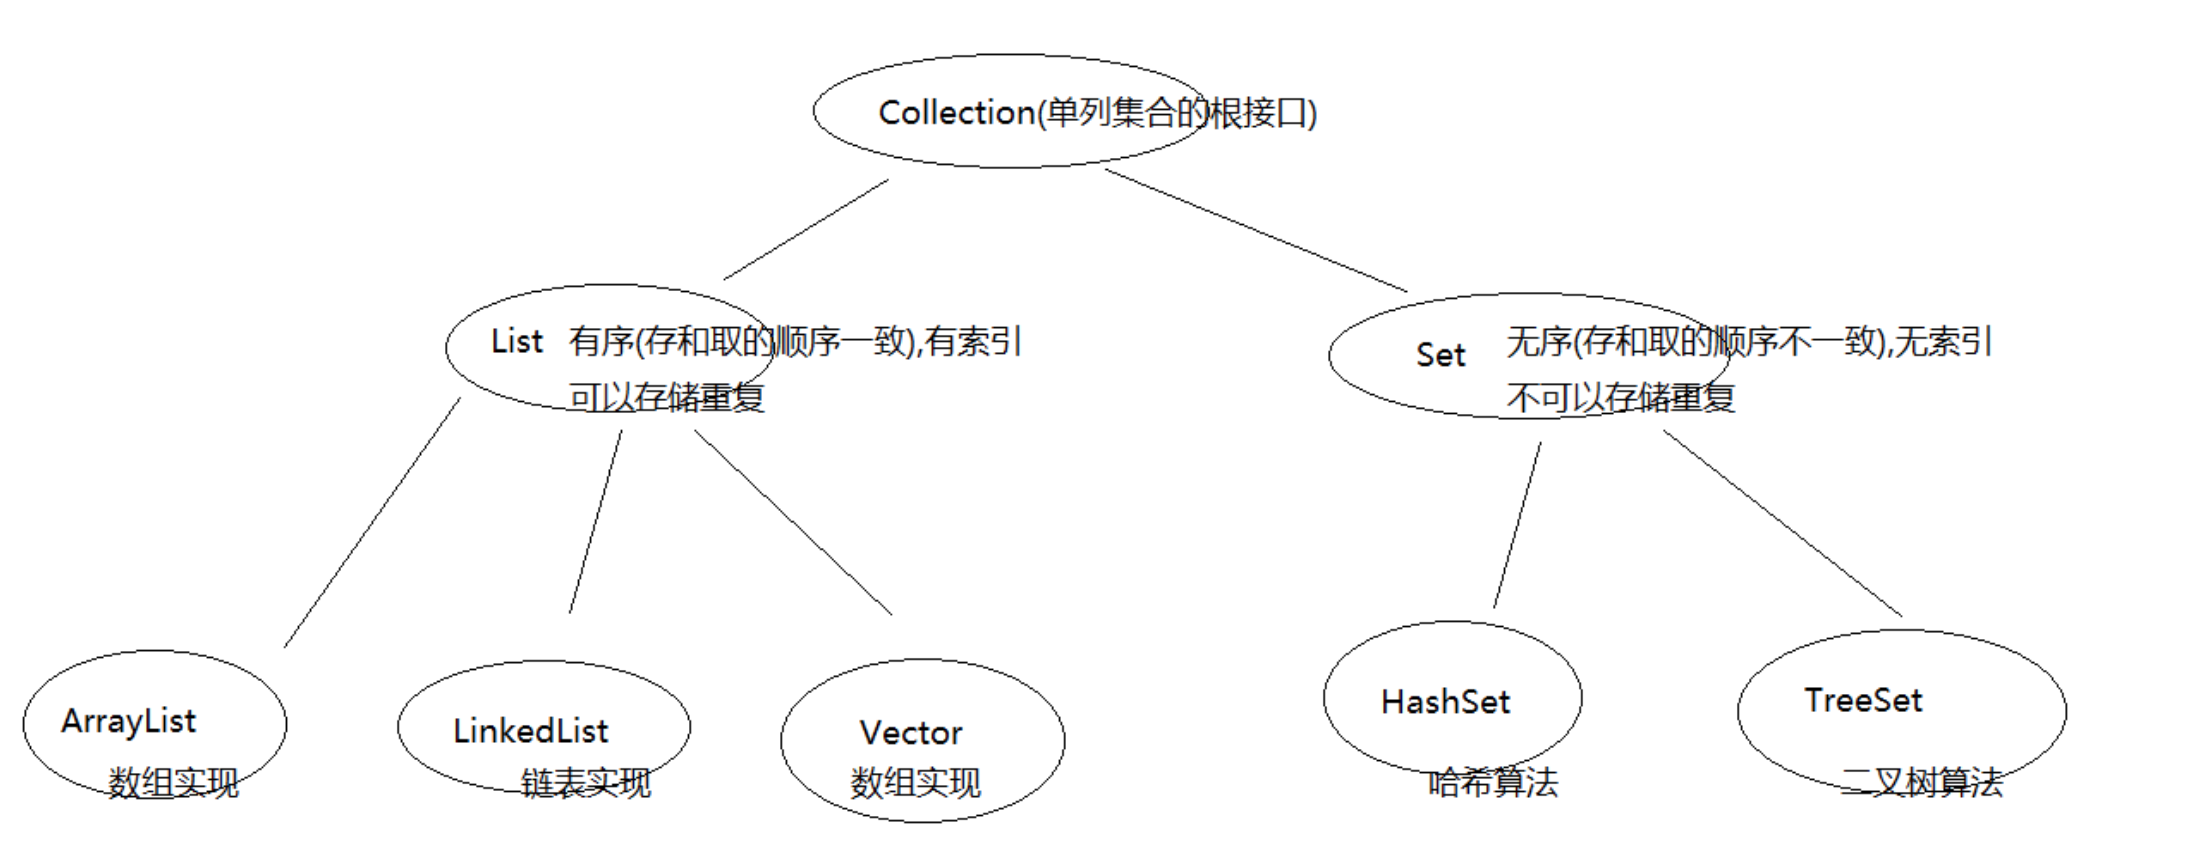 Collection(单列集合的根接口)
List 有序(存和取的顺序一致),有索引
可以存储重复
Set 无序(存和取的顺序不一致),无索引
不可以存储重复
ArrayList
数组实现
LinkedList
链表实现
Vector
数组实现
HashSet
哈希算法
TreeSet
二叉树算法